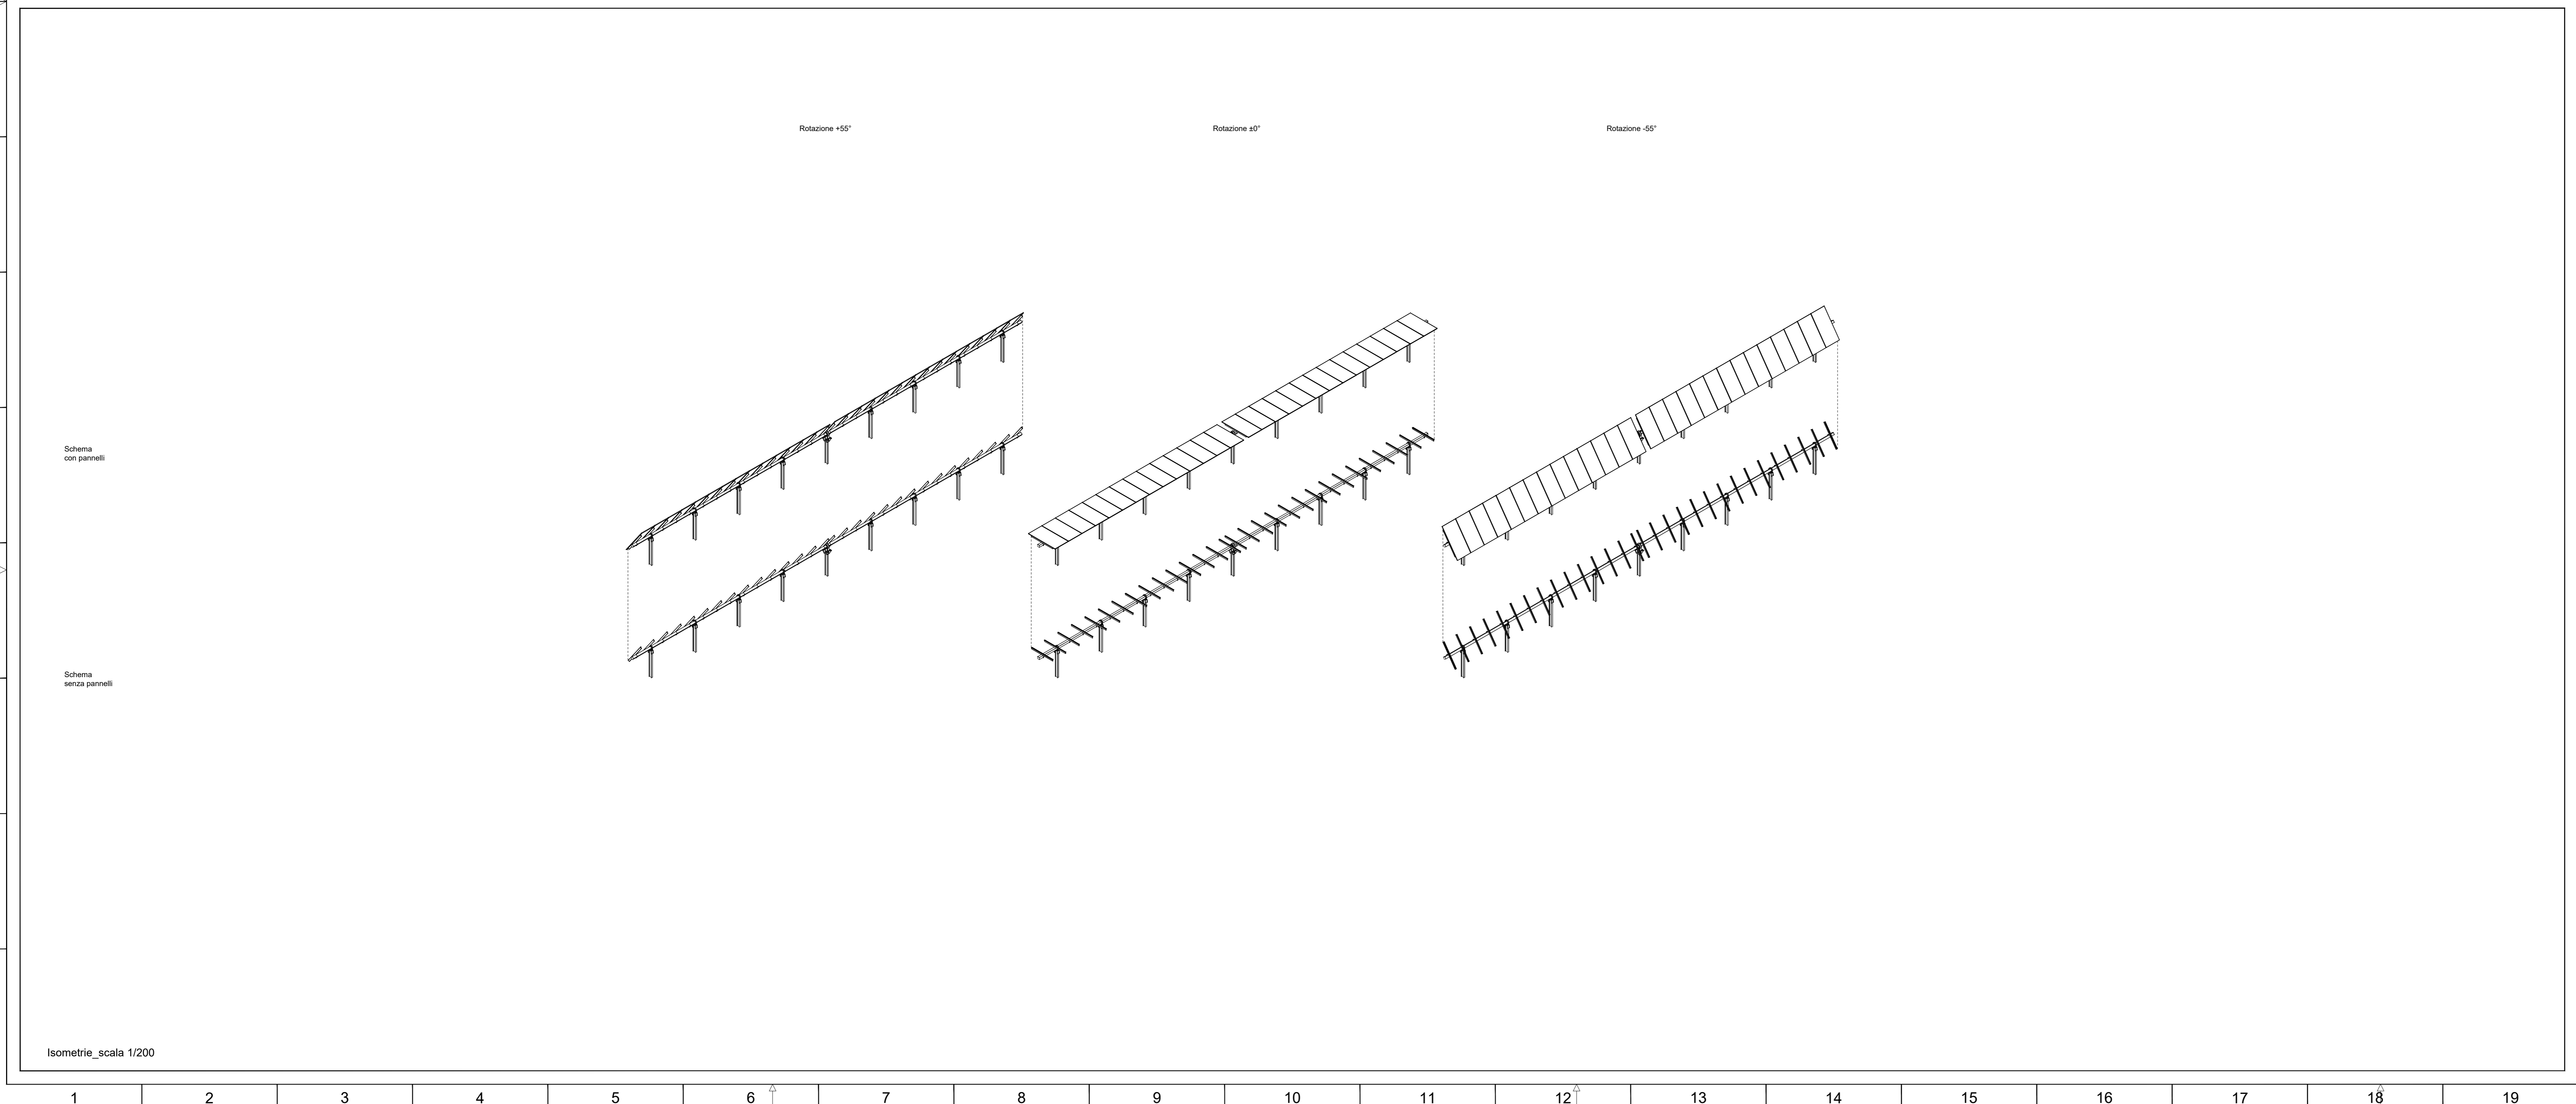 Rotazione +55°
Rotazione ±0°
Rotazione -55°
Schema
con pannelli
Schema
senza pannelli
Isometrie_scala 1/200
1 2 3 4 5 6 7 8 9 10 11 12 13 14 15 16 17 18 19